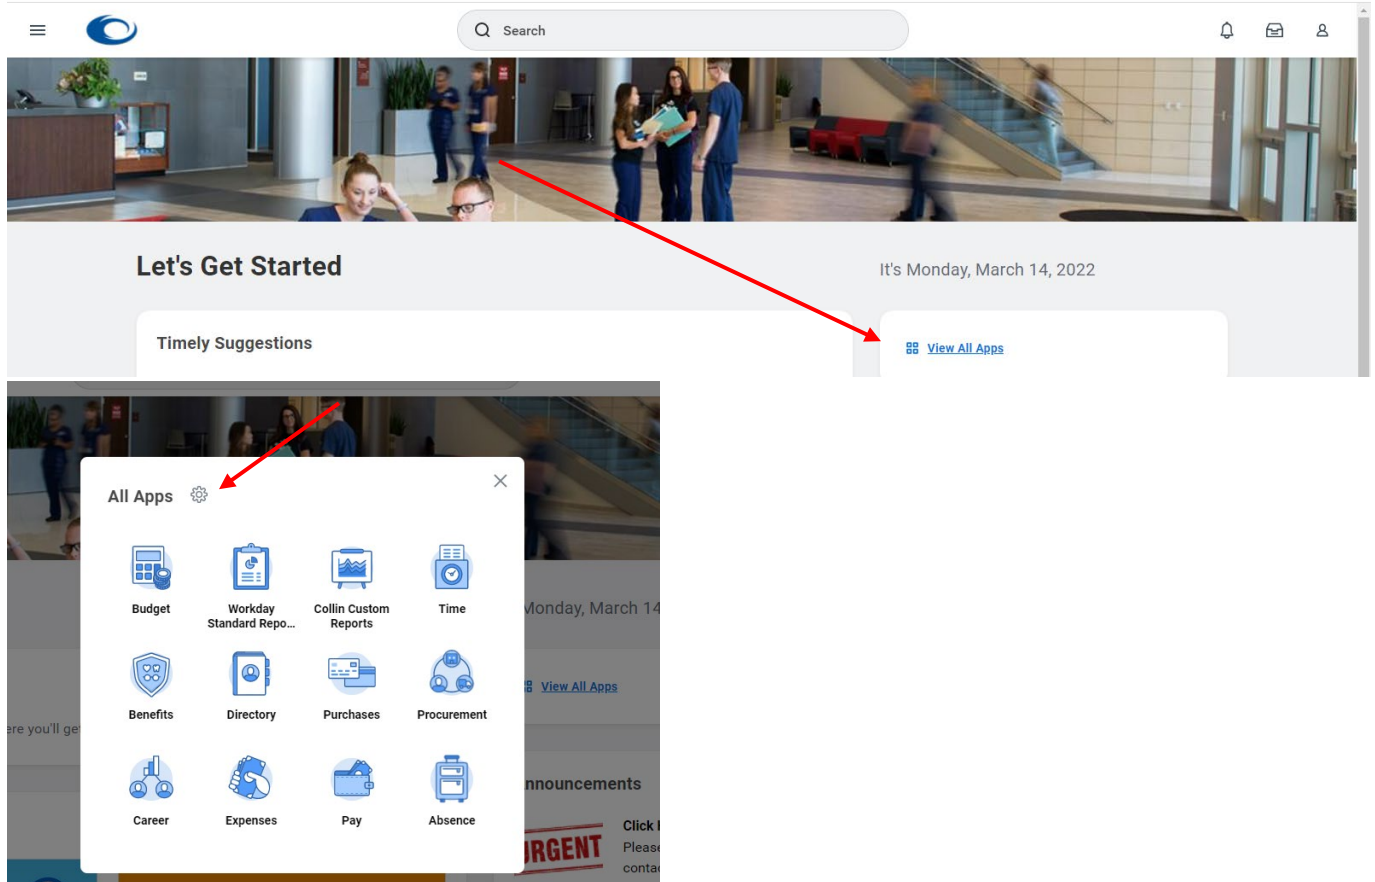 Search
Let's Get Started
It's Monday, March 14, 2022
Timely Suggestions
View All Apps
All Apps
Budget
Workday
Standard Repo...
Collin Custom
Reports
Time
Monday, March 14
Benefits
Directory
Purchases
Procurement
View All Apps
ere you'll ge
Career
Expenses
Pay
Absence
nnouncements
URGENT
Click
Please
conta